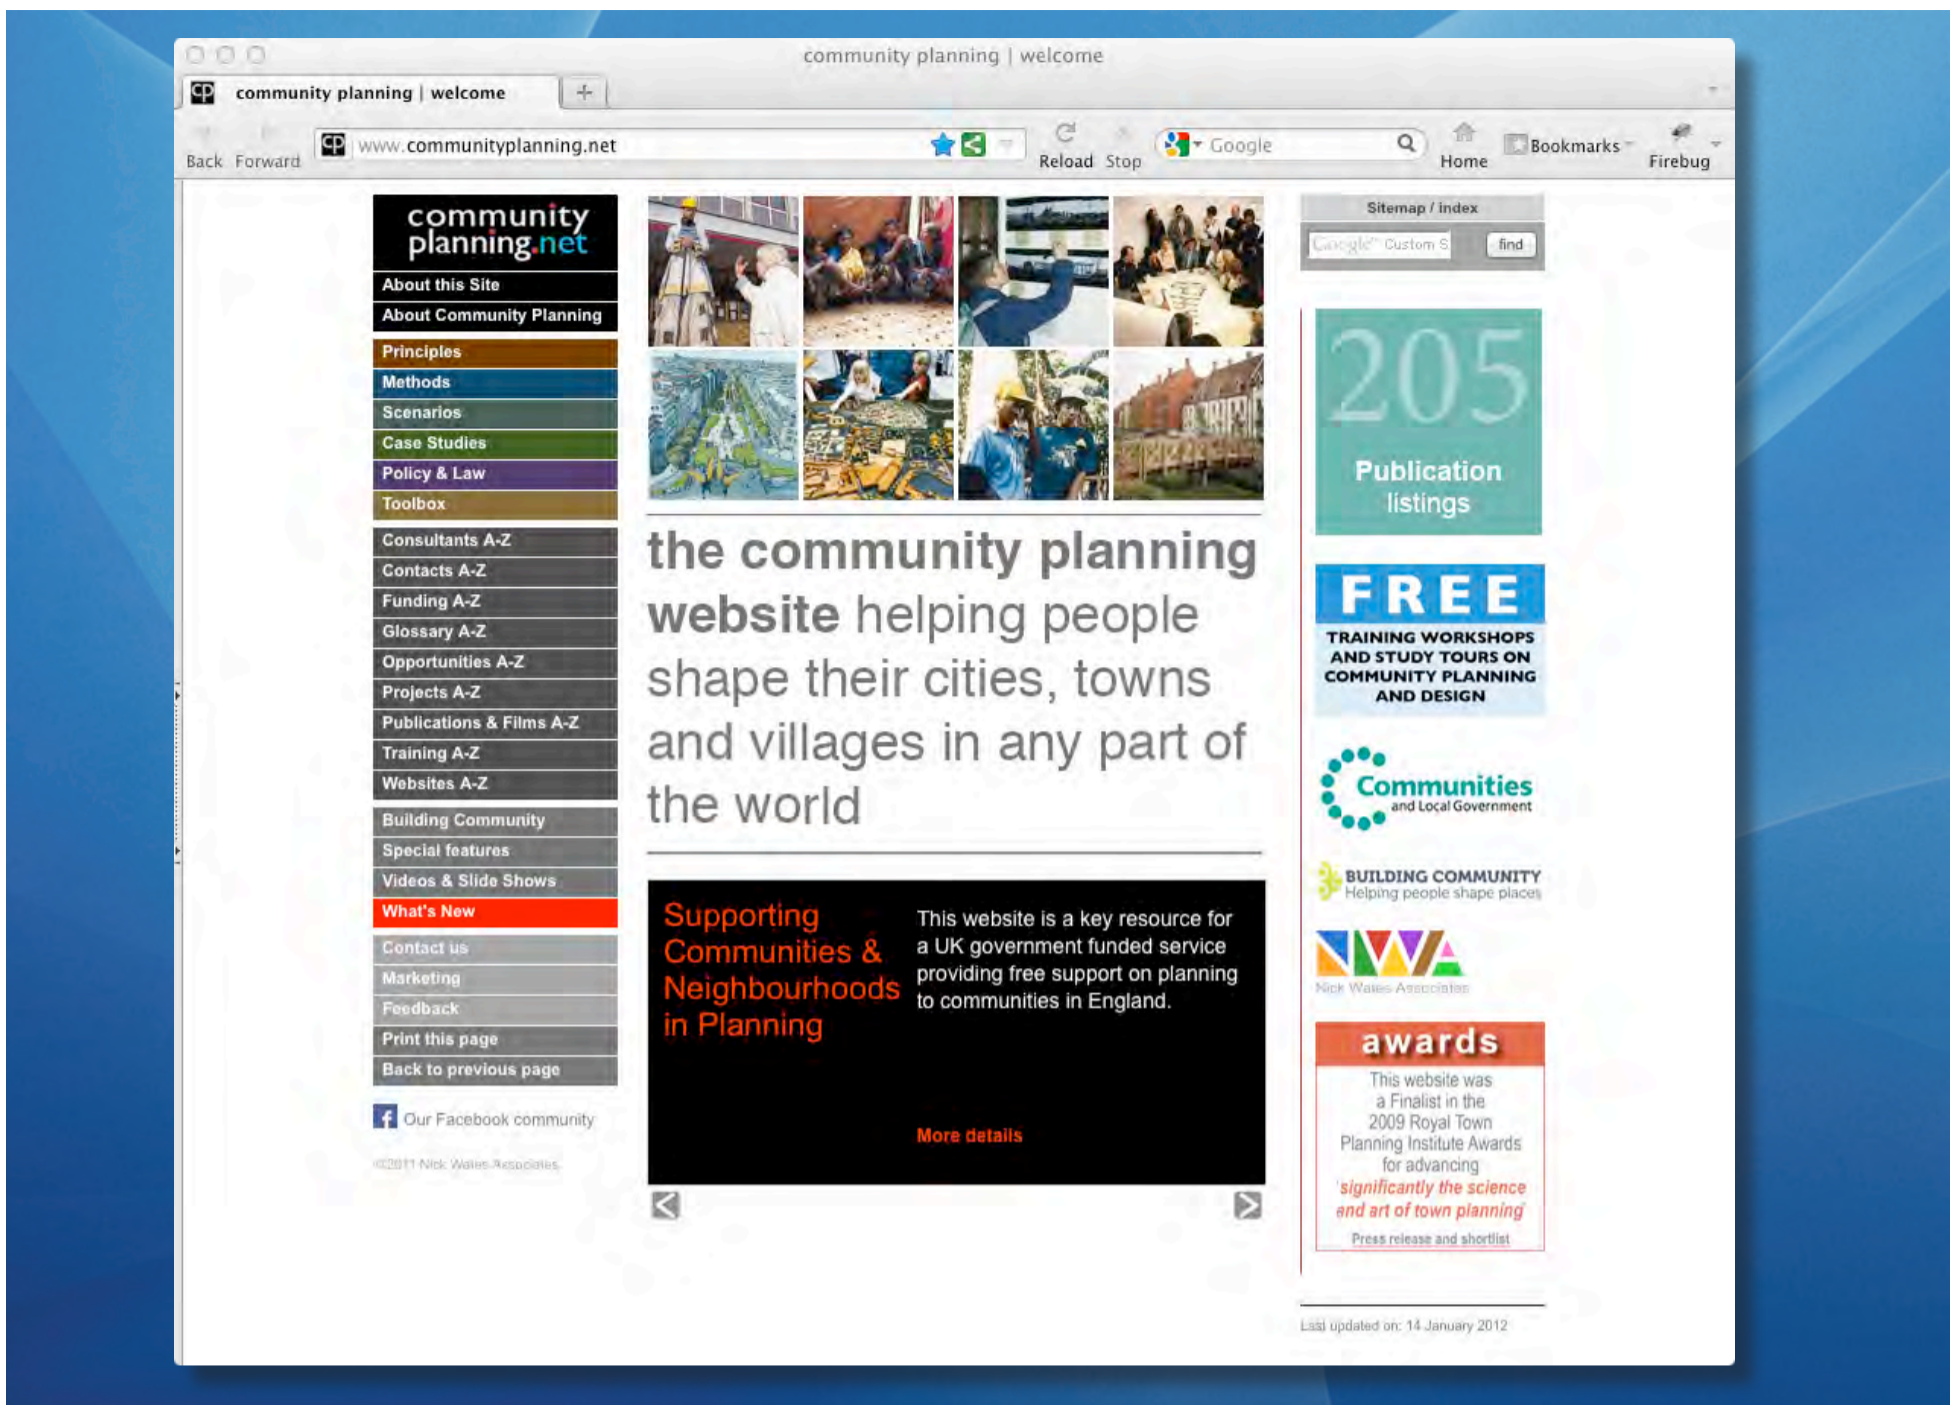 community planning | welcome
community planning | welcome
Back Forward
www.communityplanning.net
Reload Stop
Google
Home
Bookmarks
Firebug
community
planning.net
About this Site
About Community Planning
Principles
Methods
Scenarios
Case Studies
Policy & Law
Toolbox
Consultants A-Z
Contacts A-Z
Funding A-Z
Glossary A-Z
Opportunities A-Z
Projects A-Z
Publications & Films A-Z
Training A-Z
Websites A-Z
Building Community
Special features
Videos & Slide Shows
What's New
Contact us
Marketing
Feedback
Print this page
Back to previous page
Our Facebook community
©2011 Nick Wates Associates
the community planning
website helping people
shape their cities, towns
and villages in any part of
the world
Supporting
Communities &
Neighbourhoods
in Planning
This website is a key resource for
a UK government funded service
providing free support on planning
to communities in England.
More details
Sitemap / index
Google™ Custom S
find
205
Publication
listings
FREE
TRAINING WORKSHOPS
AND STUDY TOURS ON
COMMUNITY PLANNING
AND DESIGN
Communities
and Local Government
BUILDING COMMUNITY
Helping people shape places
NWA
Nick Wates Associates
awards
This website was
a Finalist in the
2009 Royal Town
Planning Institute Awards
for advancing
'significantly the science
and art of town planning'
Press release and shortlist
Last updated on: 14 January 2012